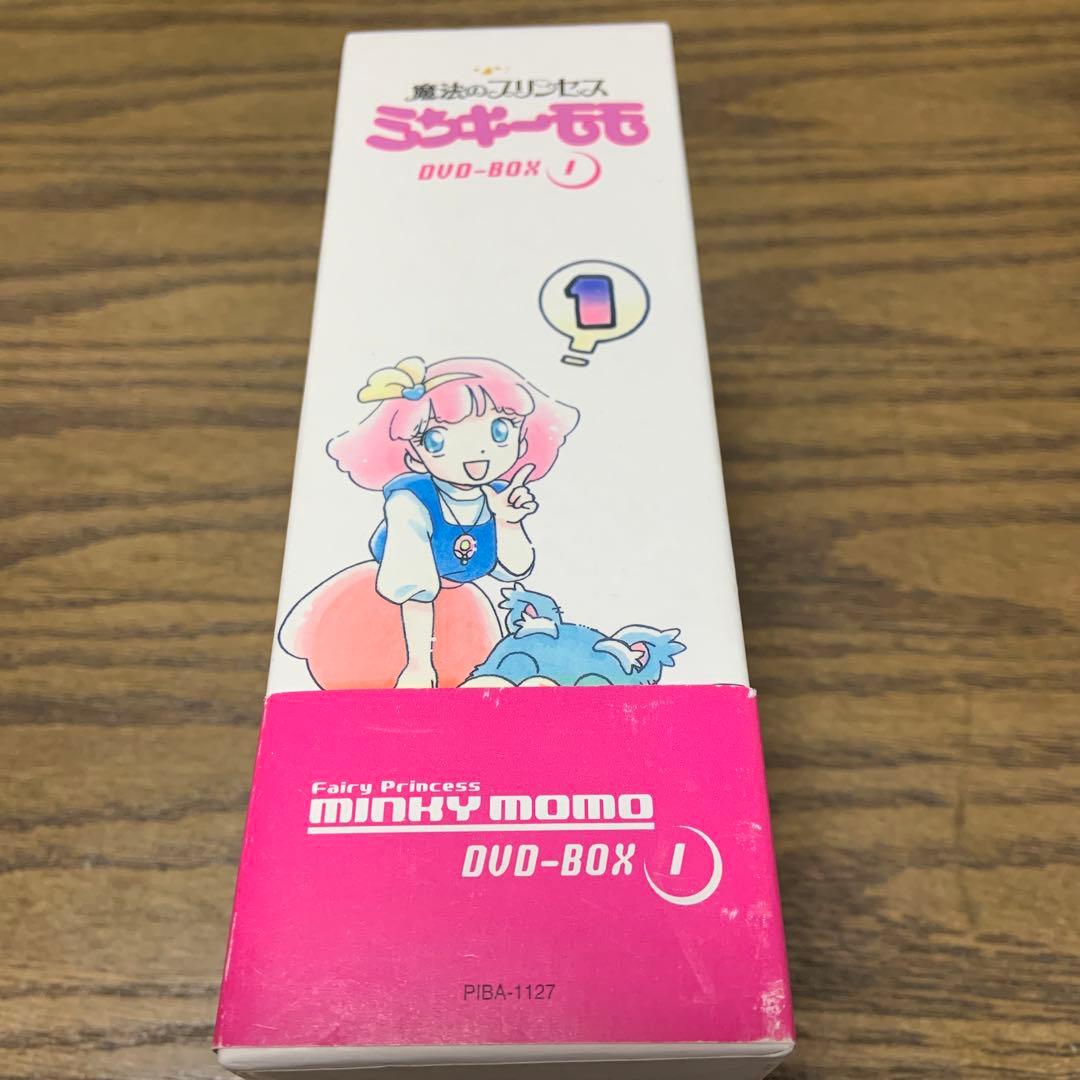 魔法のプリンセス
ミンキーモモ
DVD-BOX 1
1
Fairy Princess
MINKY MOMO
DVD-BOX 1
PIBA-1127